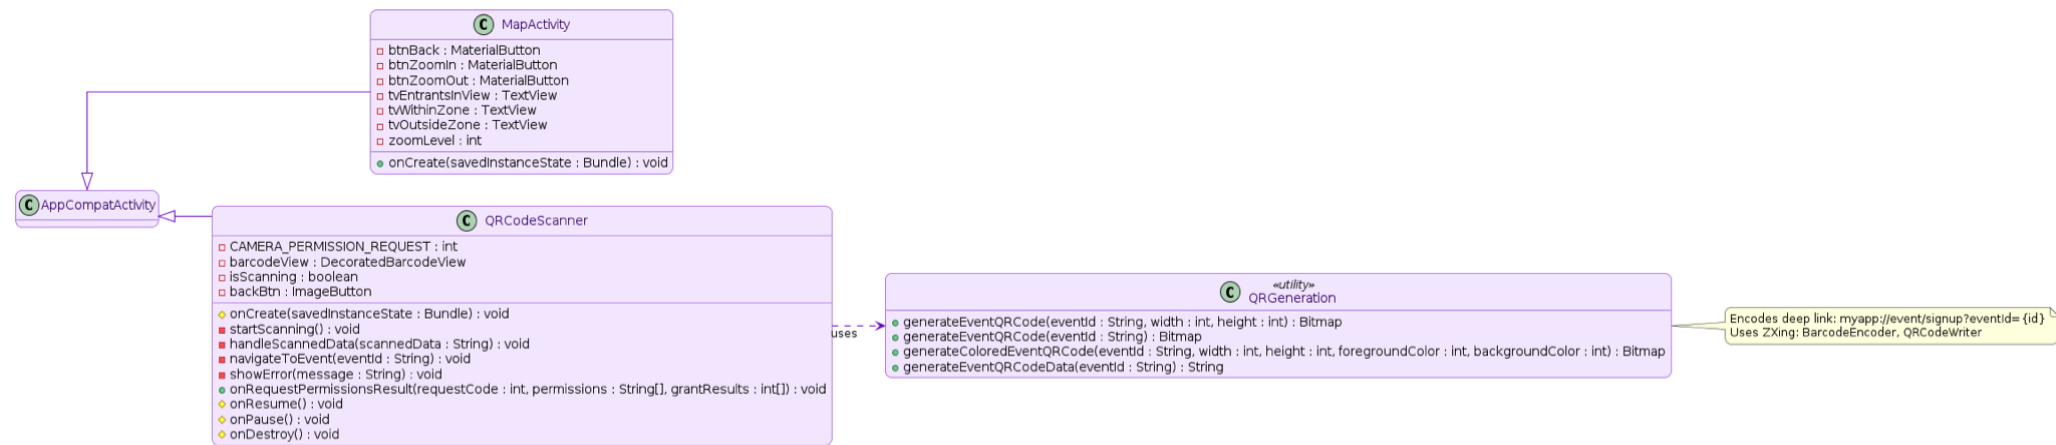 C MapActivity
btnBack : MaterialButton
btnZoomIn : MaterialButton
btnZoomOut : MaterialButton
tvEntrantsInView : TextView
tvWithinZone : TextView
tvOutsideZone : TextView
zoomLevel : int
onCreate(savedInstanceState : Bundle) : void
C AppCompatActivity
C QRCodeScanner
CAMERA_PERMISSION_REQUEST : int
barcodeView : DecoratedBarcodeView
isScanning : boolean
backBtn : ImageButton
onCreate(savedInstanceState : Bundle) : void
startScanning() : void
handleScannedData(scannedData : String) : void
navigateToEvent(eventId : String) : void
showError(message : String) : void
onRequestPermissionsResult(requestCode : int, permissions : String[], grantResults : int[]) : void
onResume() : void
onPause() : void
onDestroy() : void
uses
«utility»
C QRGeneration
generateEventQRCode(eventId : String, width : int, height : int) : Bitmap
generateEventQRCode(eventId : String) : Bitmap
generateColoredEventQRCode(eventId : String, width : int, height : int, foregroundColor : int, backgroundColor : int) : Bitmap
generateEventQRCodeData(eventId : String) : String
Encodes deep link: myapp://event/signup?eventId={id}
Uses ZXing: BarcodeEncoder, QRCodeWriter